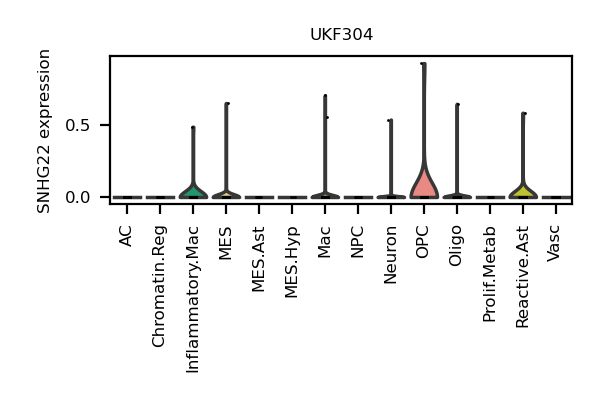 UKF304
SNHG22 expression
0.5
0.0
AC
Chromatin.Reg
Inflammatory.Mac
MES
MES.Ast
MES.Hyp
Mac
NPC
Neuron
OPC
Oligo
Prolif.Metab
Reactive.Ast
Vasc